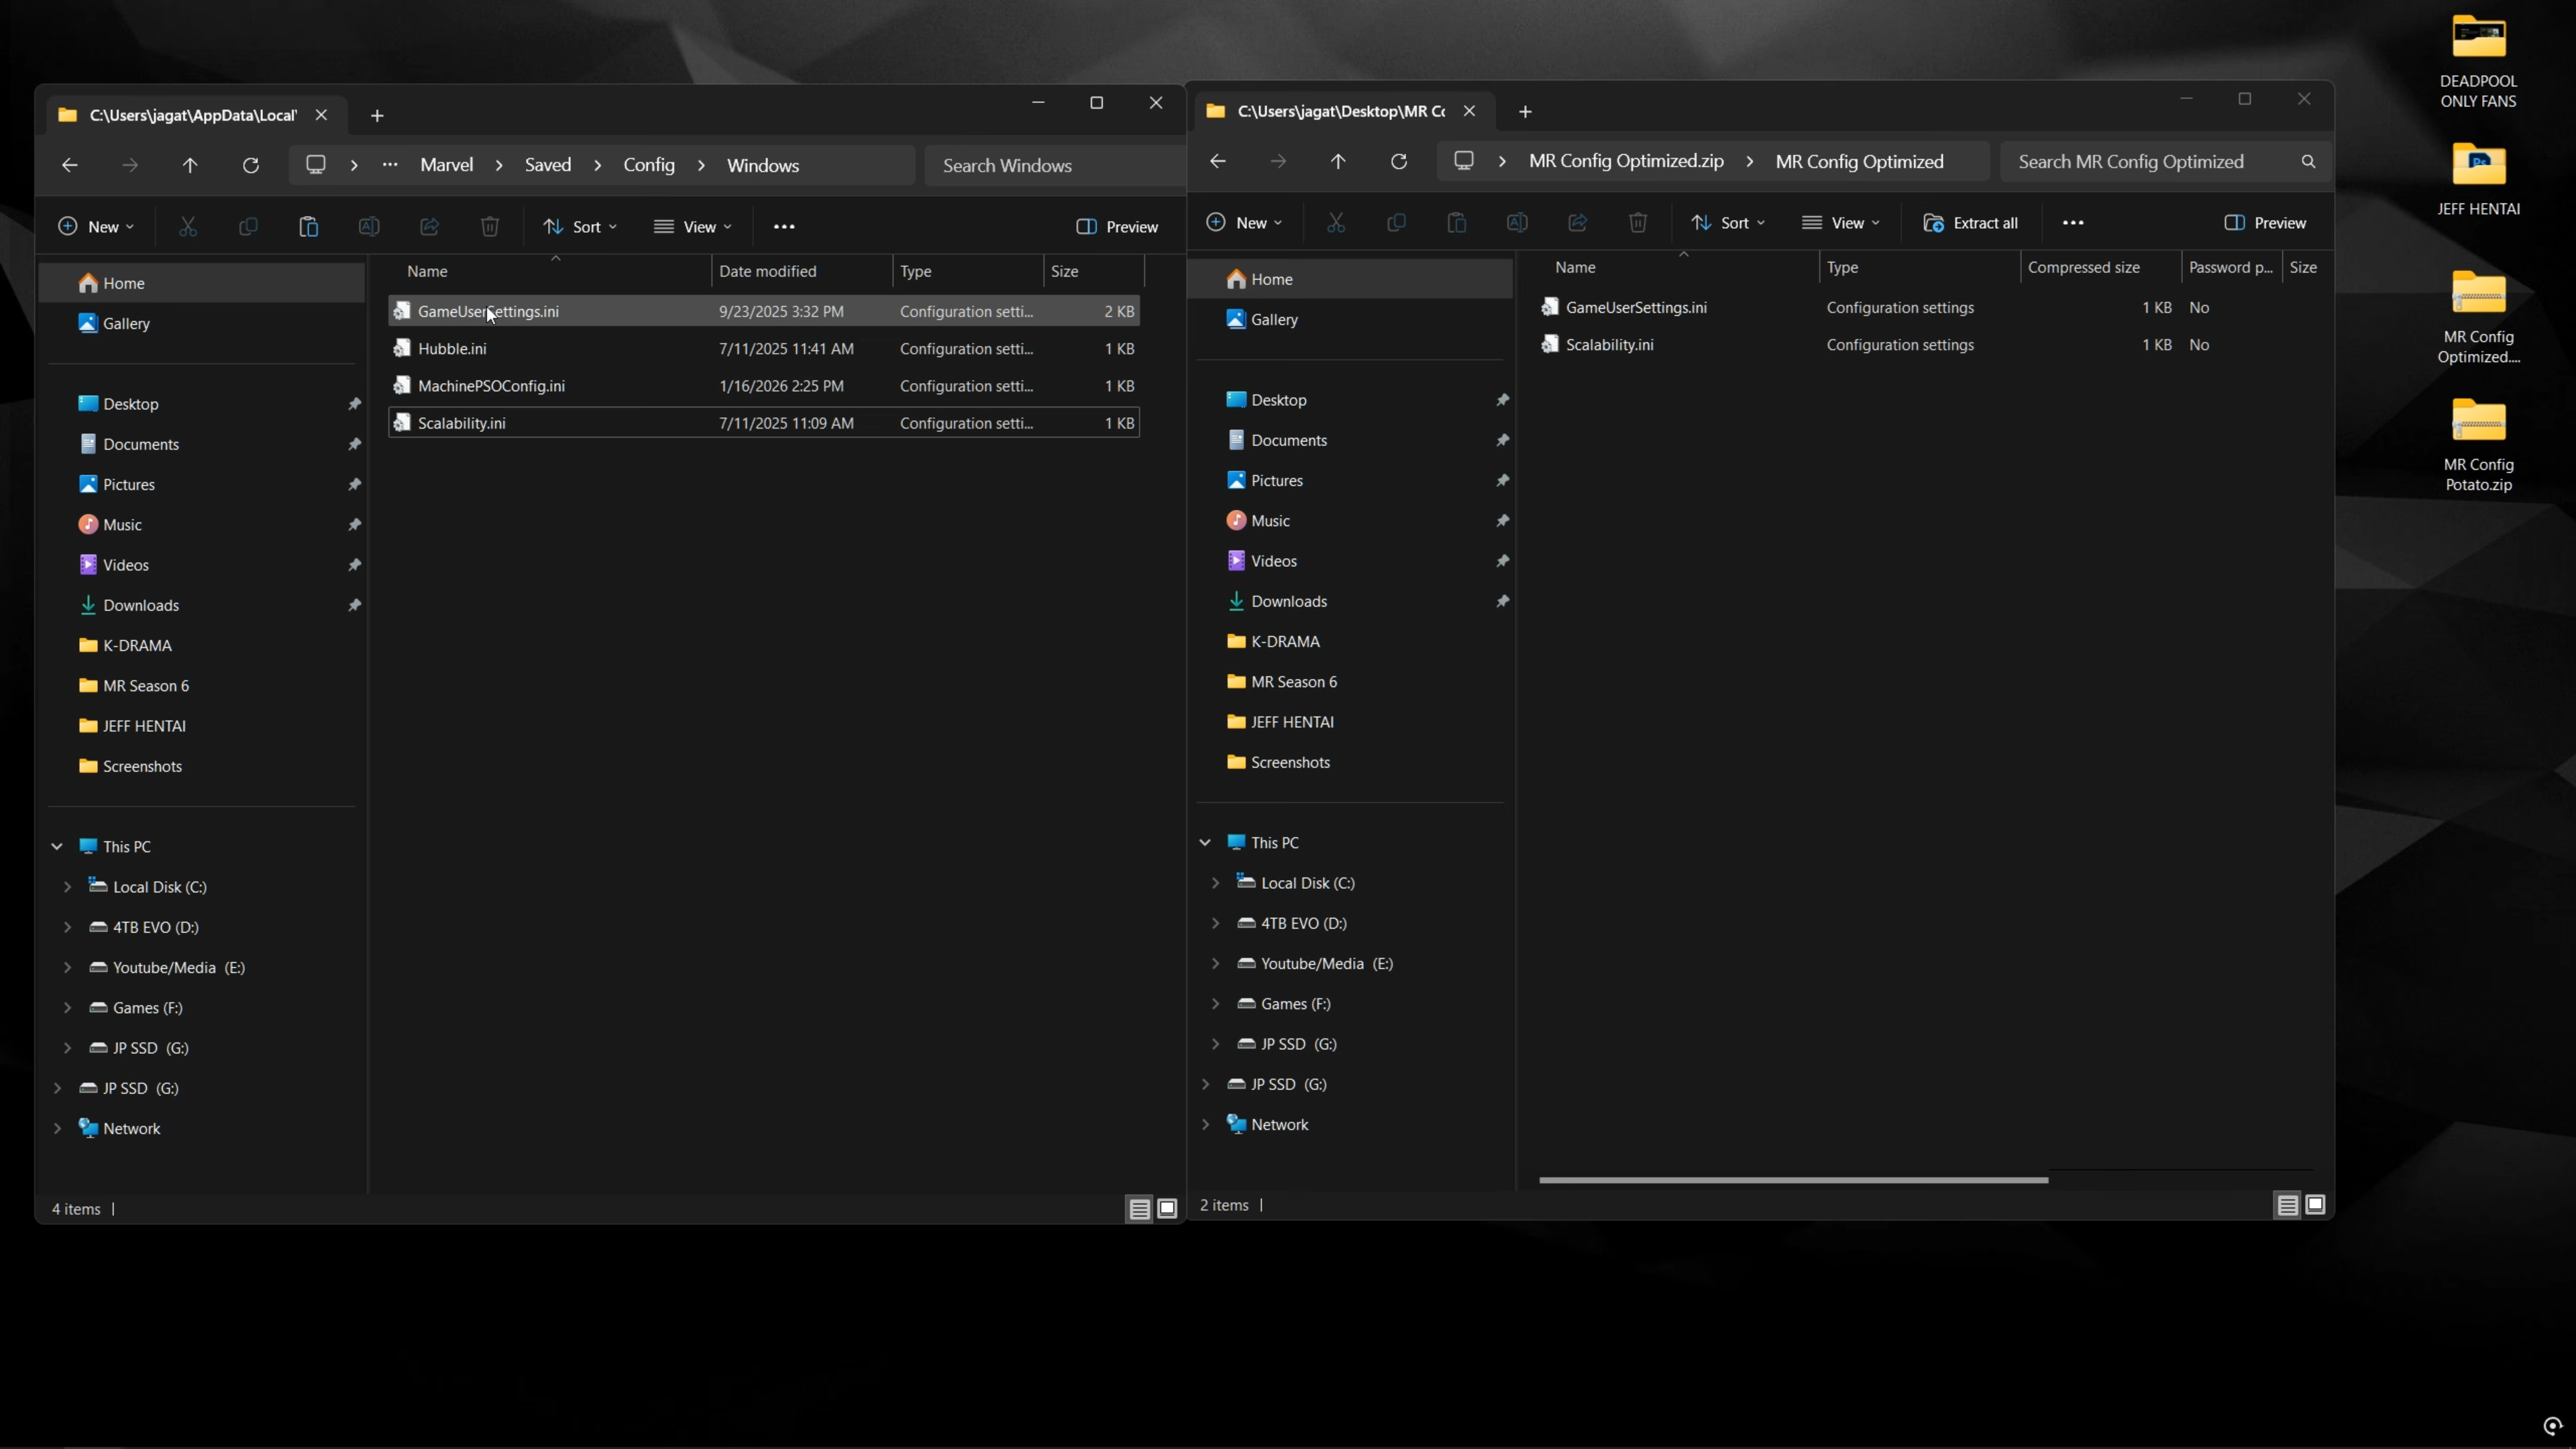 C:\Users\jagat\AppData\Local\
Marvel > Saved > Config > Windows
Search Windows
New
Sort
View
Preview
Name
Date modified
Type
Size
Home
Gallery
Desktop
Documents
Pictures
Music
Videos
Downloads
K-DRAMA
MR Season 6
JEFF HENTAI
Screenshots
This PC
Local Disk (C:)
4TB EVO (D:)
Youtube/Media (E:)
Games (F:)
JP SSD (G:)
JP SSD (G:)
Network
GameUserSettings.ini 9/23/2025 3:32 PM Configuration setti... 2 KB
Hubble.ini 7/11/2025 11:41 AM Configuration setti... 1 KB
MachinePSOConfig.ini 1/16/2026 2:25 PM Configuration setti... 1 KB
Scalability.ini 7/11/2025 11:09 AM Configuration setti... 1 KB
4 items
C:\Users\jagat\Desktop\MR Cc
MR Config Optimized.zip > MR Config Optimized
Search MR Config Optimized
New
Sort
View
Extract all
Preview
Name
Type
Compressed size
Password p...
Size
Home
Gallery
Desktop
Documents
Pictures
Music
Videos
Downloads
K-DRAMA
MR Season 6
JEFF HENTAI
Screenshots
This PC
Local Disk (C:)
4TB EVO (D:)
Youtube/Media (E:)
Games (F:)
JP SSD (G:)
JP SSD (G:)
Network
GameUserSettings.ini Configuration settings 1 KB No
Scalability.ini Configuration settings 1 KB No
2 items
DEADPOOL
ONLY FANS
Ps
JEFF HENTAI
MR Config
Optimized....
MR Config
Potato.zip